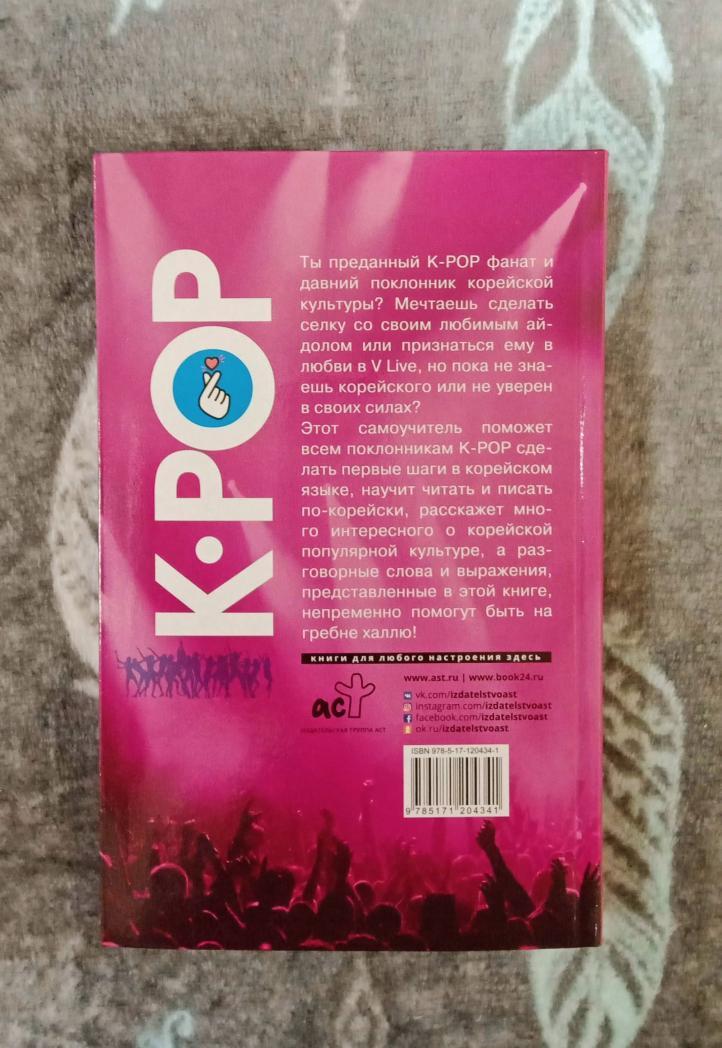 K·POP
Ты преданный K-POP фанат и
давний поклонник корейской
культуры? Мечтаешь сделать
селку со своим любимым ай-
долом или признаться ему в
любви в V Live, но пока не зна-
ешь корейского или не уверен
в своих силах?
Этот самоучитель поможет
всем поклонникам K-POP сде-
лать первые шаги в корейском
языке, научит читать и писать
по-корейски, расскажет мно-
го интересного о корейской
популярной культуре, а раз-
говорные слова и выражения,
представленные в этой книге,
непременно помогут быть на
гребне халлю!
книги для любого настроения здесь
аст
ИЗДАТЕЛЬСКАЯ ГРУППА АСТ
www.ast.ru | www.book24.ru
vk.com/izdatelstvoast
instagram.com/izdatelstvoast
facebook.com/izdatelstvoast
ok.ru/izdatelstvoast
ISBN 978-5-17-120434-1
9 785171 204341